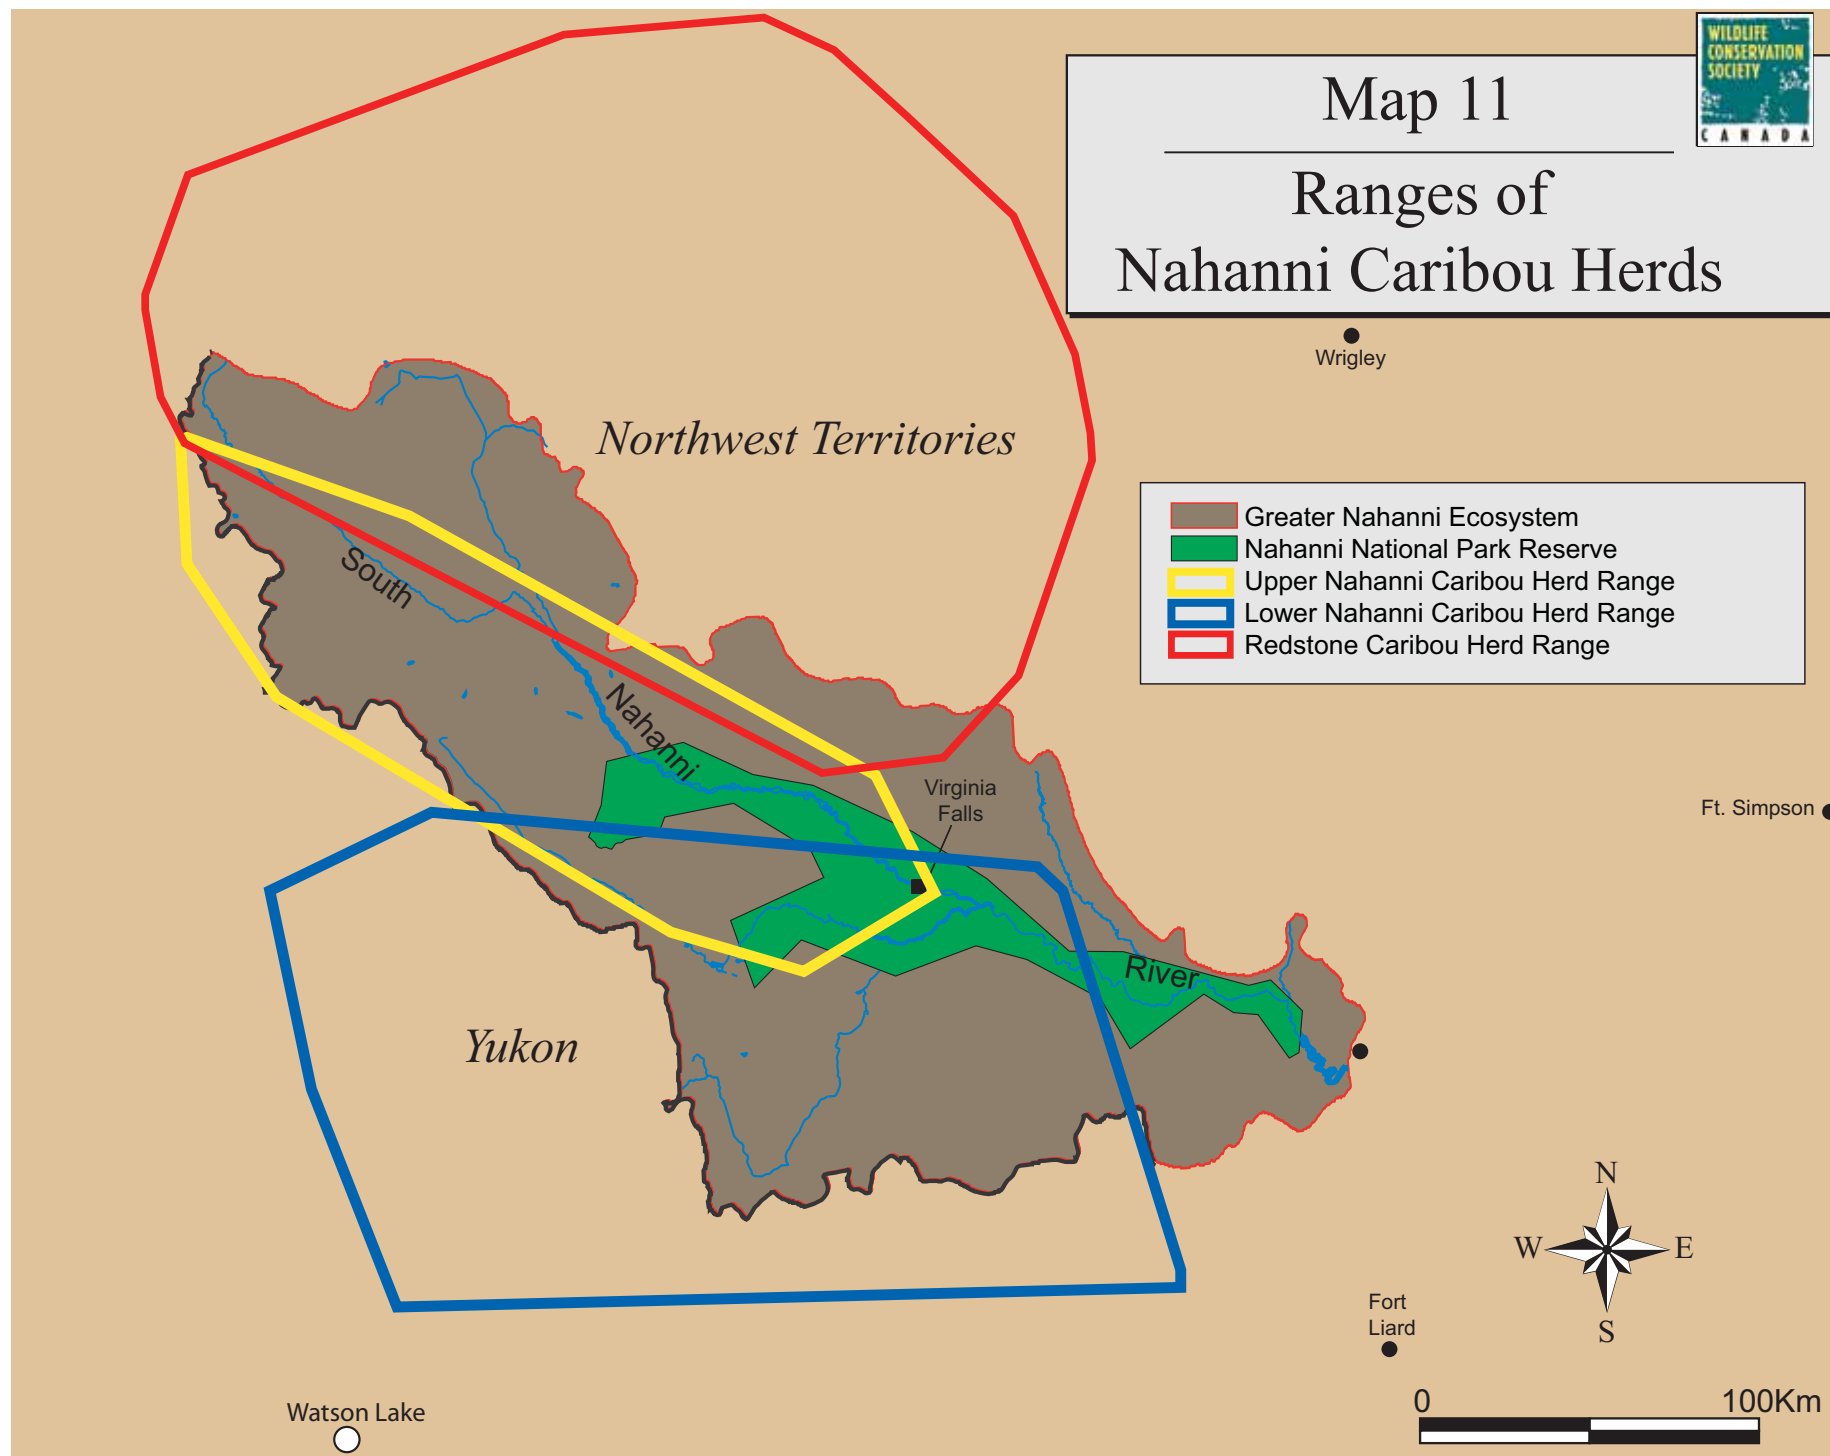 WILDLIFE
CONSERVATION
SOCIETY
CANADA
Map 11
Ranges of
Nahanni Caribou Herds
Wrigley
Northwest Territories
Greater Nahanni Ecosystem
Nahanni National Park Reserve
Upper Nahanni Caribou Herd Range
Lower Nahanni Caribou Herd Range
Redstone Caribou Herd Range
South
Nahanni
River
Virginia
Falls
Ft. Simpson
Yukon
N
W
E
S
Fort
Liard
0
100Km
Watson Lake